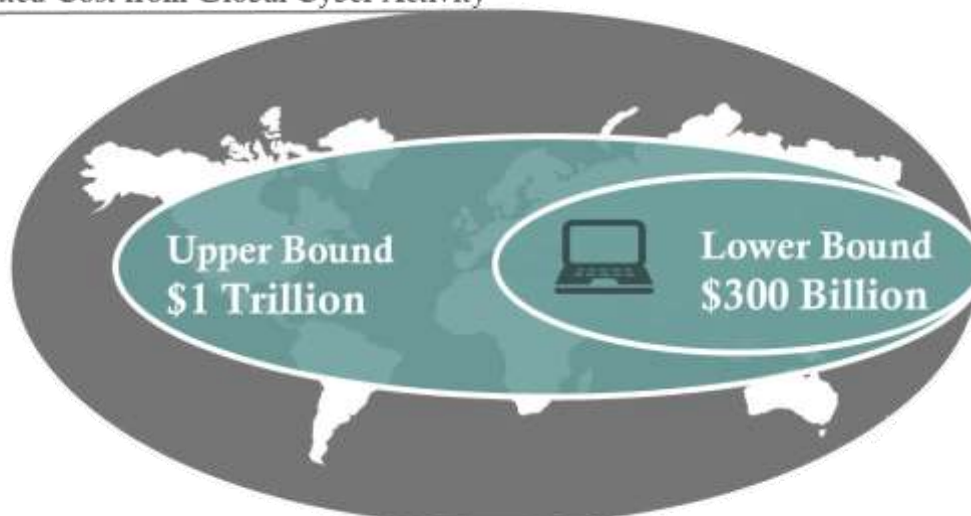 Cost from Global Cyber Activity
Upper Bound
$1 Trillion
Lower Bound
$300 Billion